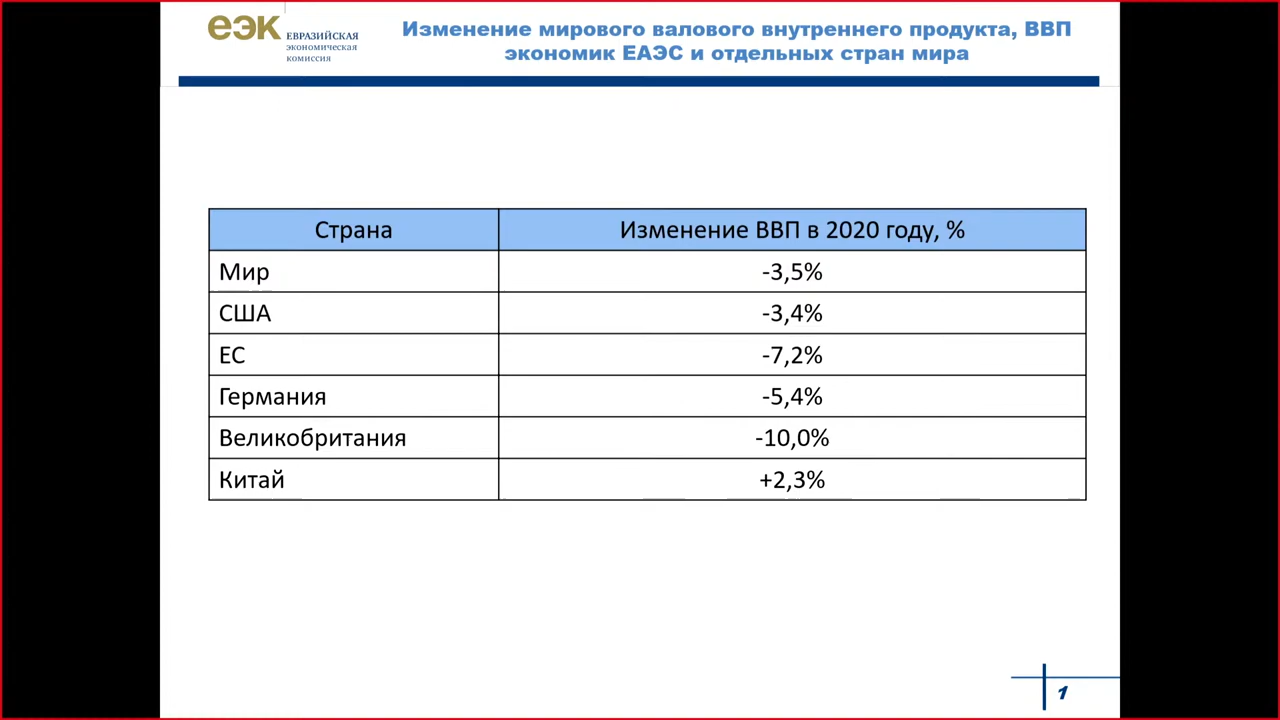 еэк ЕВРАЗИЙСКАЯ
экономическая
комиссия
Изменение мирового валового внутреннего продукта, ВВП
экономик ЕАЭС и отдельных стран мира
Страна Изменение ВВП в 2020 году, %
Мир -3,5%
США -3,4%
ЕС -7,2%
Германия -5,4%
Великобритания -10,0%
Китай +2,3%
1